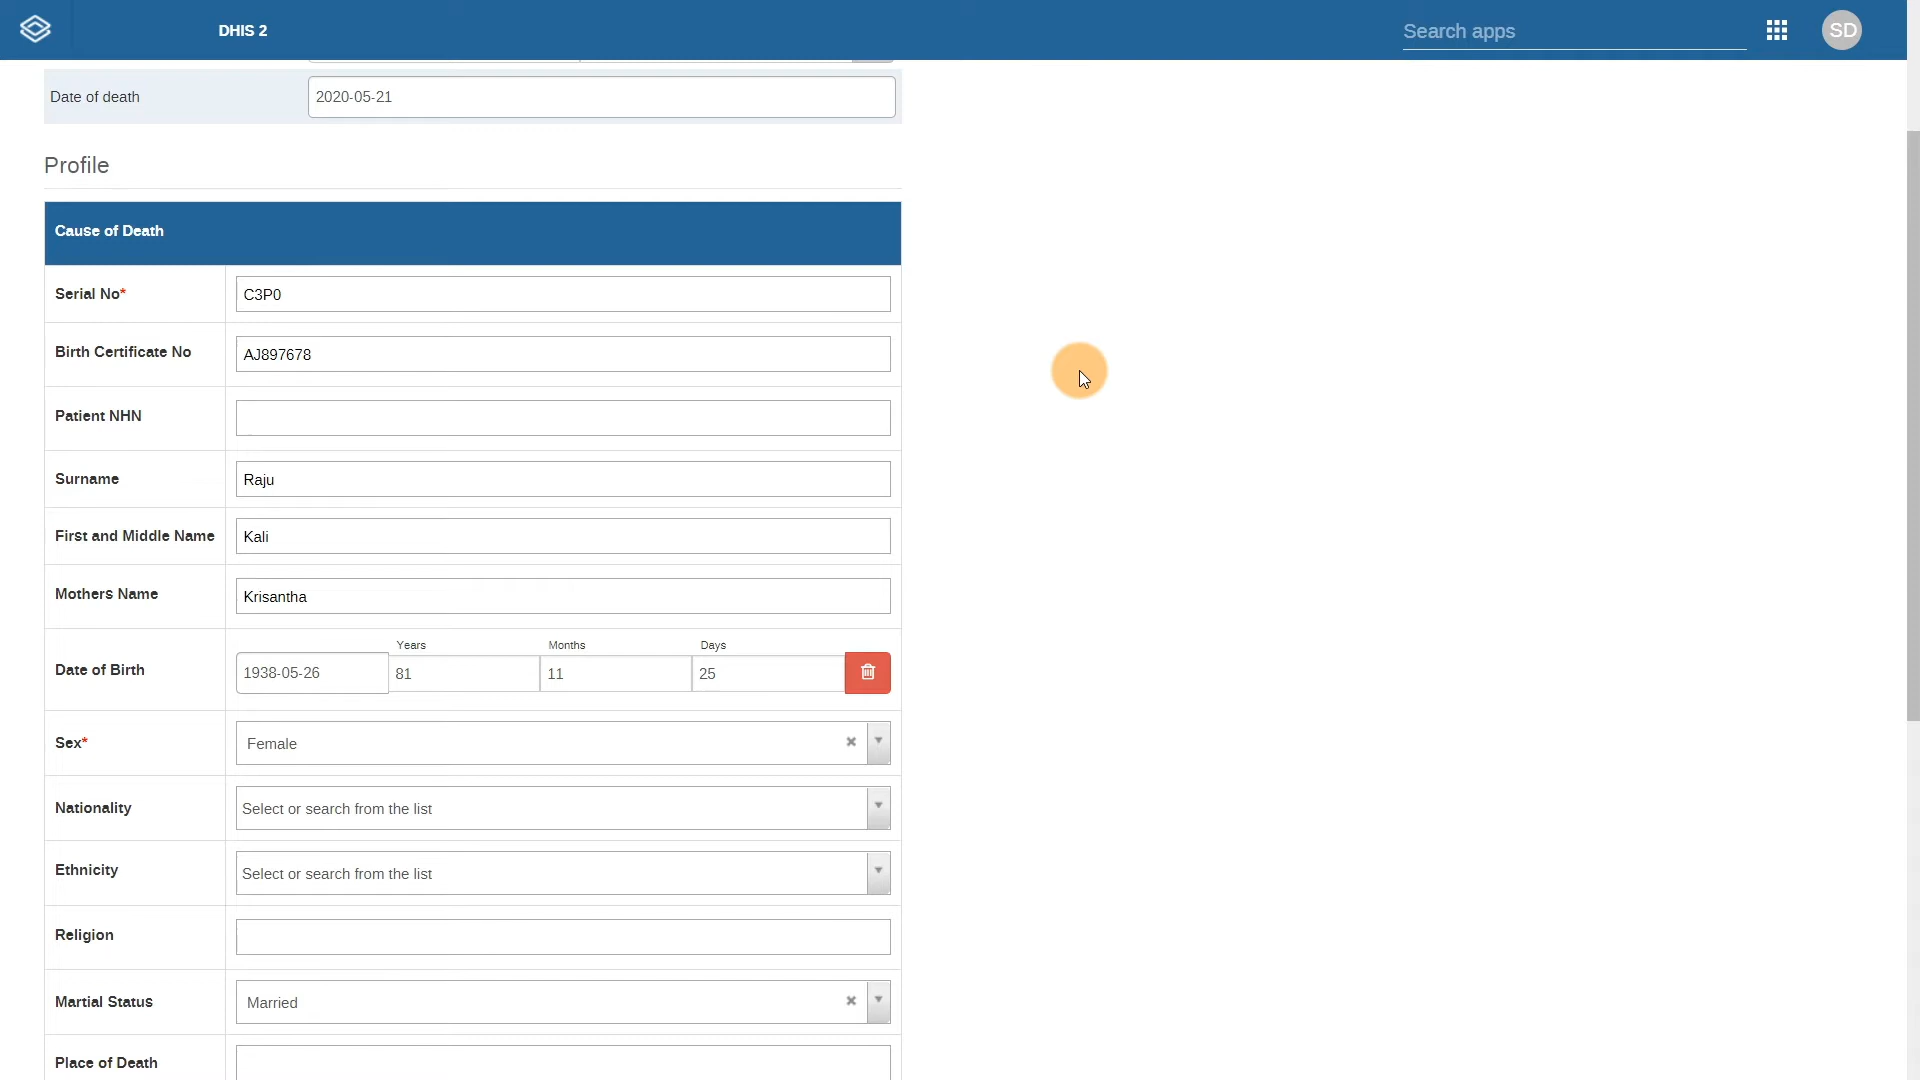 DHIS 2
Search apps
SD
Date of death
2020-05-21
Profile
Cause of Death
Serial No*
C3P0
Birth Certificate No
AJ897678
Patient NHN
Surname
Raju
First and Middle Name
Kali
Mothers Name
Krisantha
Years
Months
Days
Date of Birth
1938-05-26
81
11
25
Sex*
Female
Nationality
Select or search from the list
Ethnicity
Select or search from the list
Religion
Martial Status
Married
Place of Death